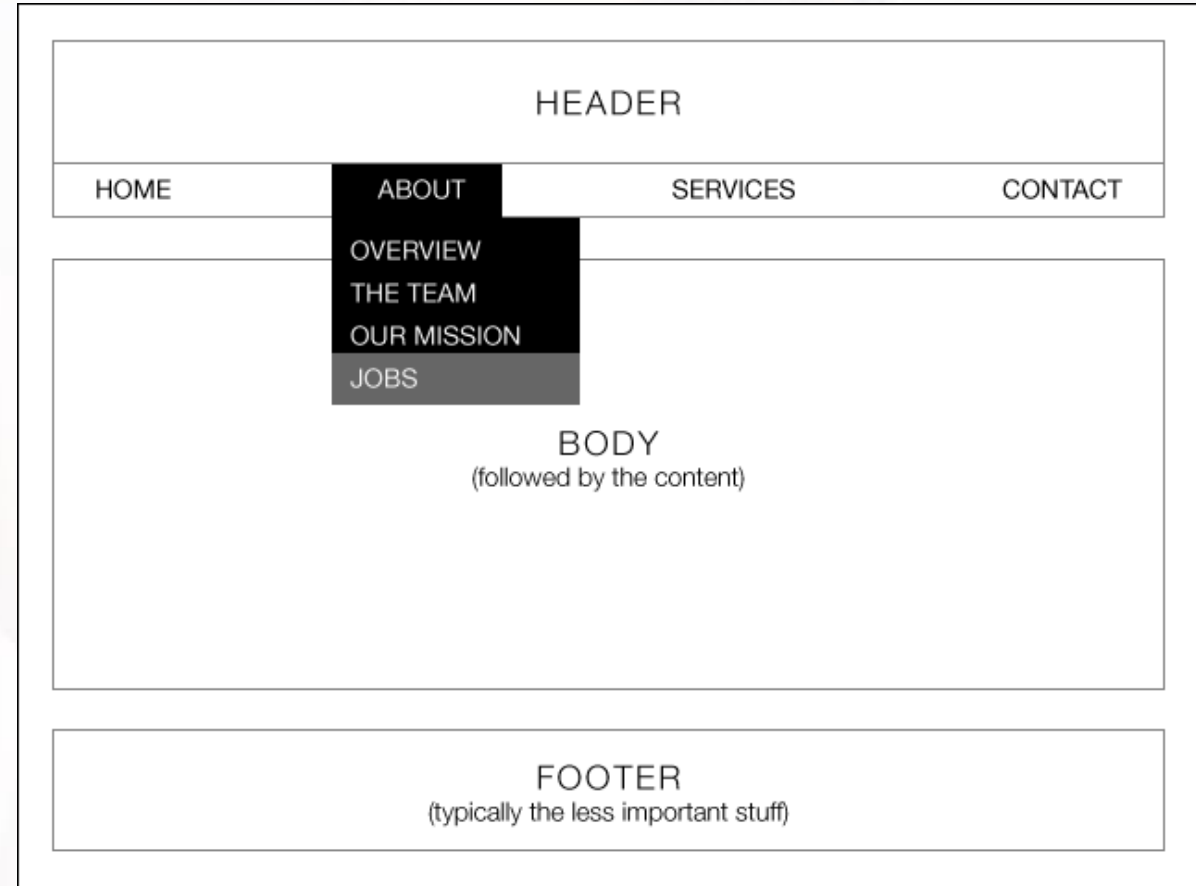 HEADER
HOME ABOUT SERVICES CONTACT
OVERVIEW
THE TEAM
OUR MISSION
JOBS
BODY
(followed by the content)
FOOTER
(typically the less important stuff)